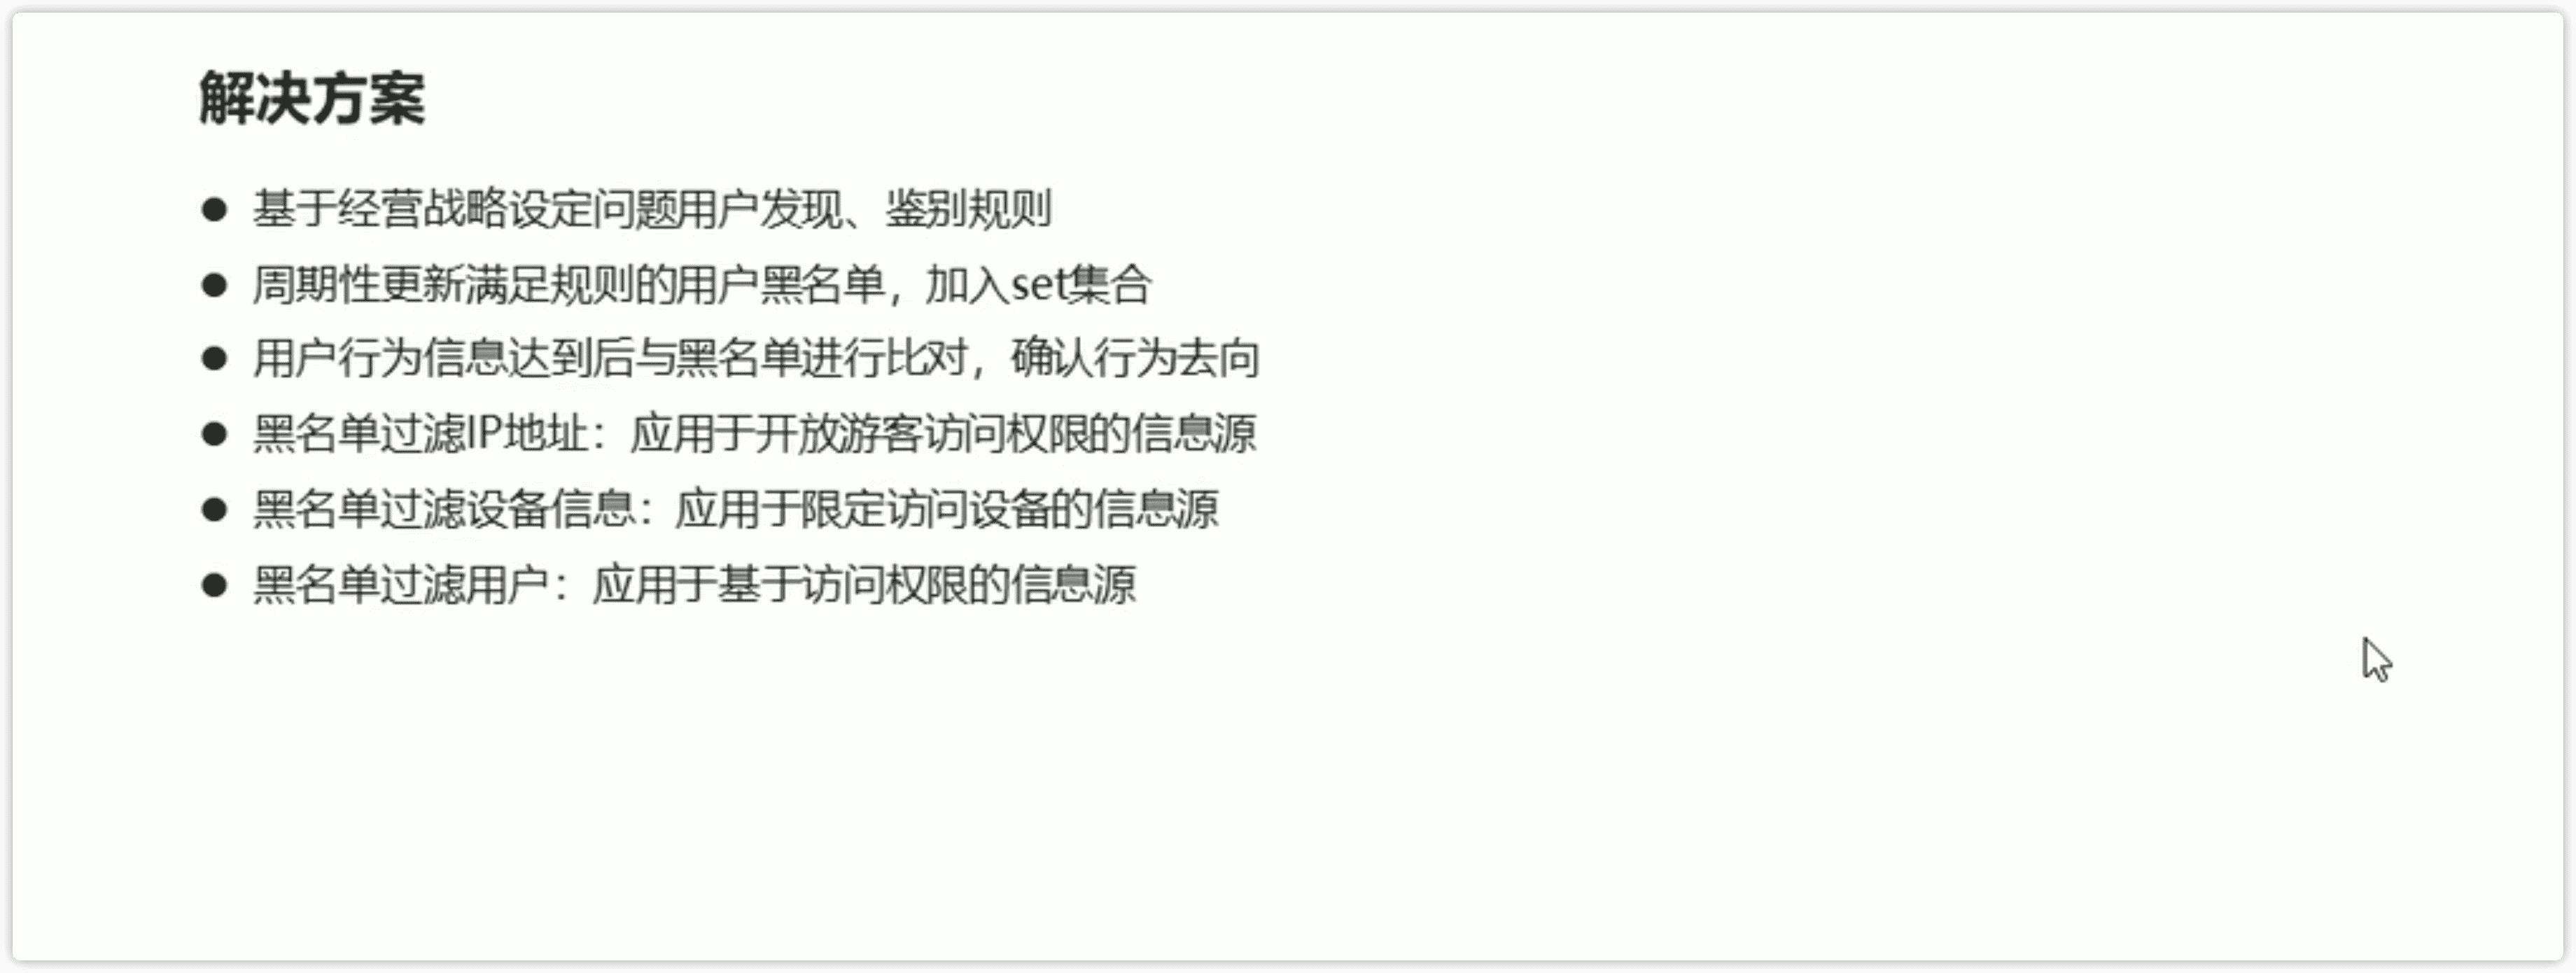 解决方案
● 基于经营战略设定问题用户发现、鉴别规则
● 周期性更新满足规则的用户黑名单，加入set集合
● 用户行为信息达到后与黑名单进行比对，确认行为去向
● 黑名单过滤IP地址：应用于开放游客访问权限的信息源
● 黑名单过滤设备信息：应用于限定访问设备的信息源
● 黑名单过滤用户：应用于基于访问权限的信息源